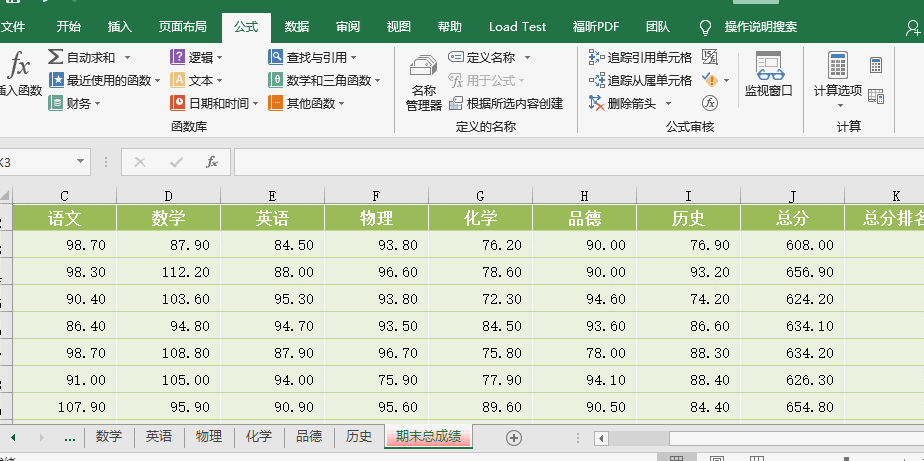 文件 开始 插入 页面布局 公式 数据 审阅 视图 帮助 Load Test 福昕PDF 团队 操作说明搜索
fx Σ 自动求和 ? 逻辑 查找与引用 定义名称 追踪引用单元格
插入函数 最近使用的函数 A 文本 θ 数学和三角函数 名称 管理器 用于公式 追踪从属单元格 监视窗口 计算选项
财务 日期和时间 其他函数 根据所选内容创建 删除箭头
函数库 定义的名称 公式审核 计算
K3 fx
C D E F G H I J K
语文 数学 英语 物理 化学 品德 历史 总分 总分排名
98.70 87.90 84.50 93.80 76.20 90.00 76.90 608.00
98.30 112.20 88.00 96.60 78.60 90.00 93.20 656.90
90.40 103.60 95.30 93.80 72.30 94.60 74.20 624.20
86.40 94.80 94.70 93.50 84.50 93.60 86.60 634.10
98.70 108.80 87.90 96.70 75.80 78.00 88.30 634.20
91.00 105.00 94.00 75.90 77.90 94.10 88.40 626.30
107.90 95.90 90.90 95.60 89.60 90.50 84.40 654.80
... 数学 英语 物理 化学 品德 历史 期末总成绩